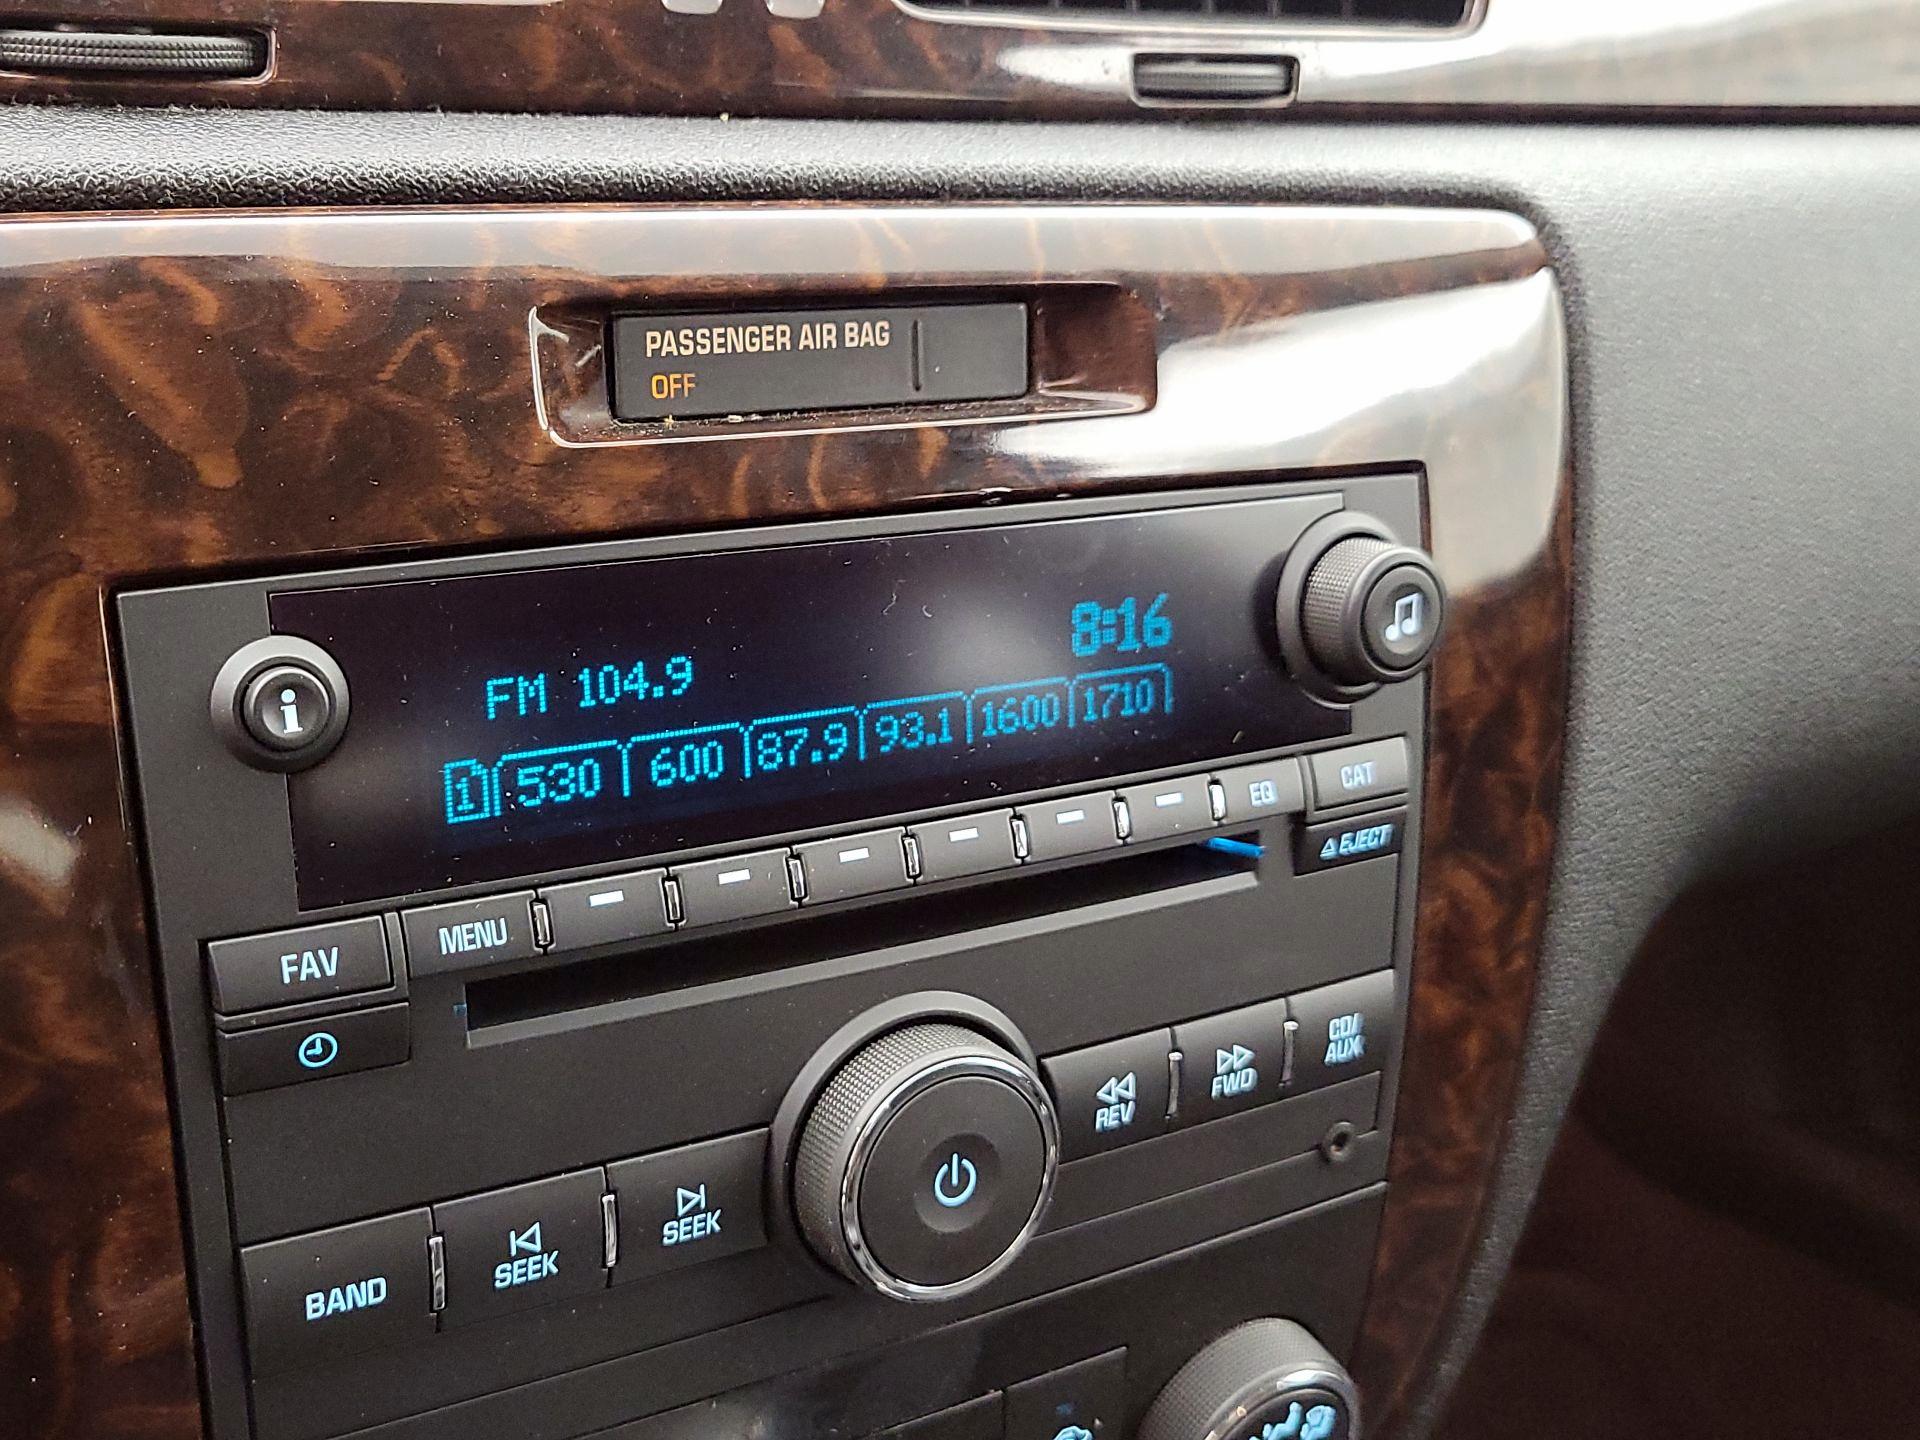 PASSENGER AIR BAG
OFF
8:16
FM 104.9
1 530 600 87.9 93.1 1600 1710
i
EQ
CAT
EJECT
MENU
FAV
REV
FWD
CD/
AUX
BAND
SEEK
SEEK